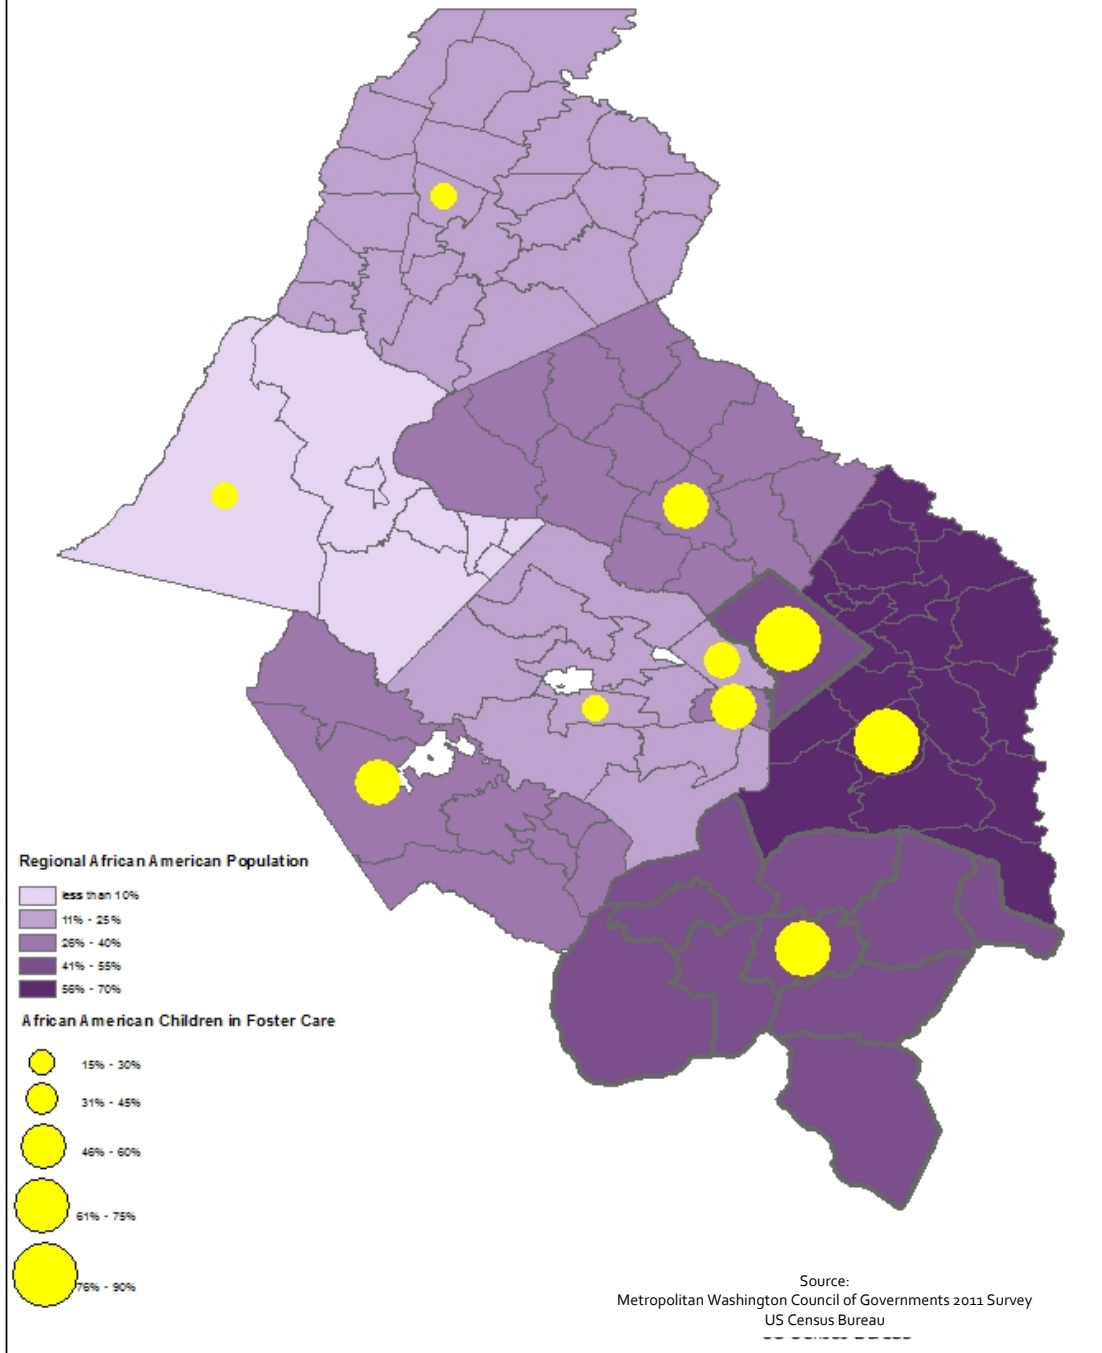 Regional African American Population
less than 10%
11% - 25%
26% - 40%
41% - 55%
56% - 70%
African American Children in Foster Care
15% - 30%
31% - 45%
46% - 60%
61% - 75%
76% - 90%
Source:
Metropolitan Washington Council of Governments 2011 Survey
US Census Bureau